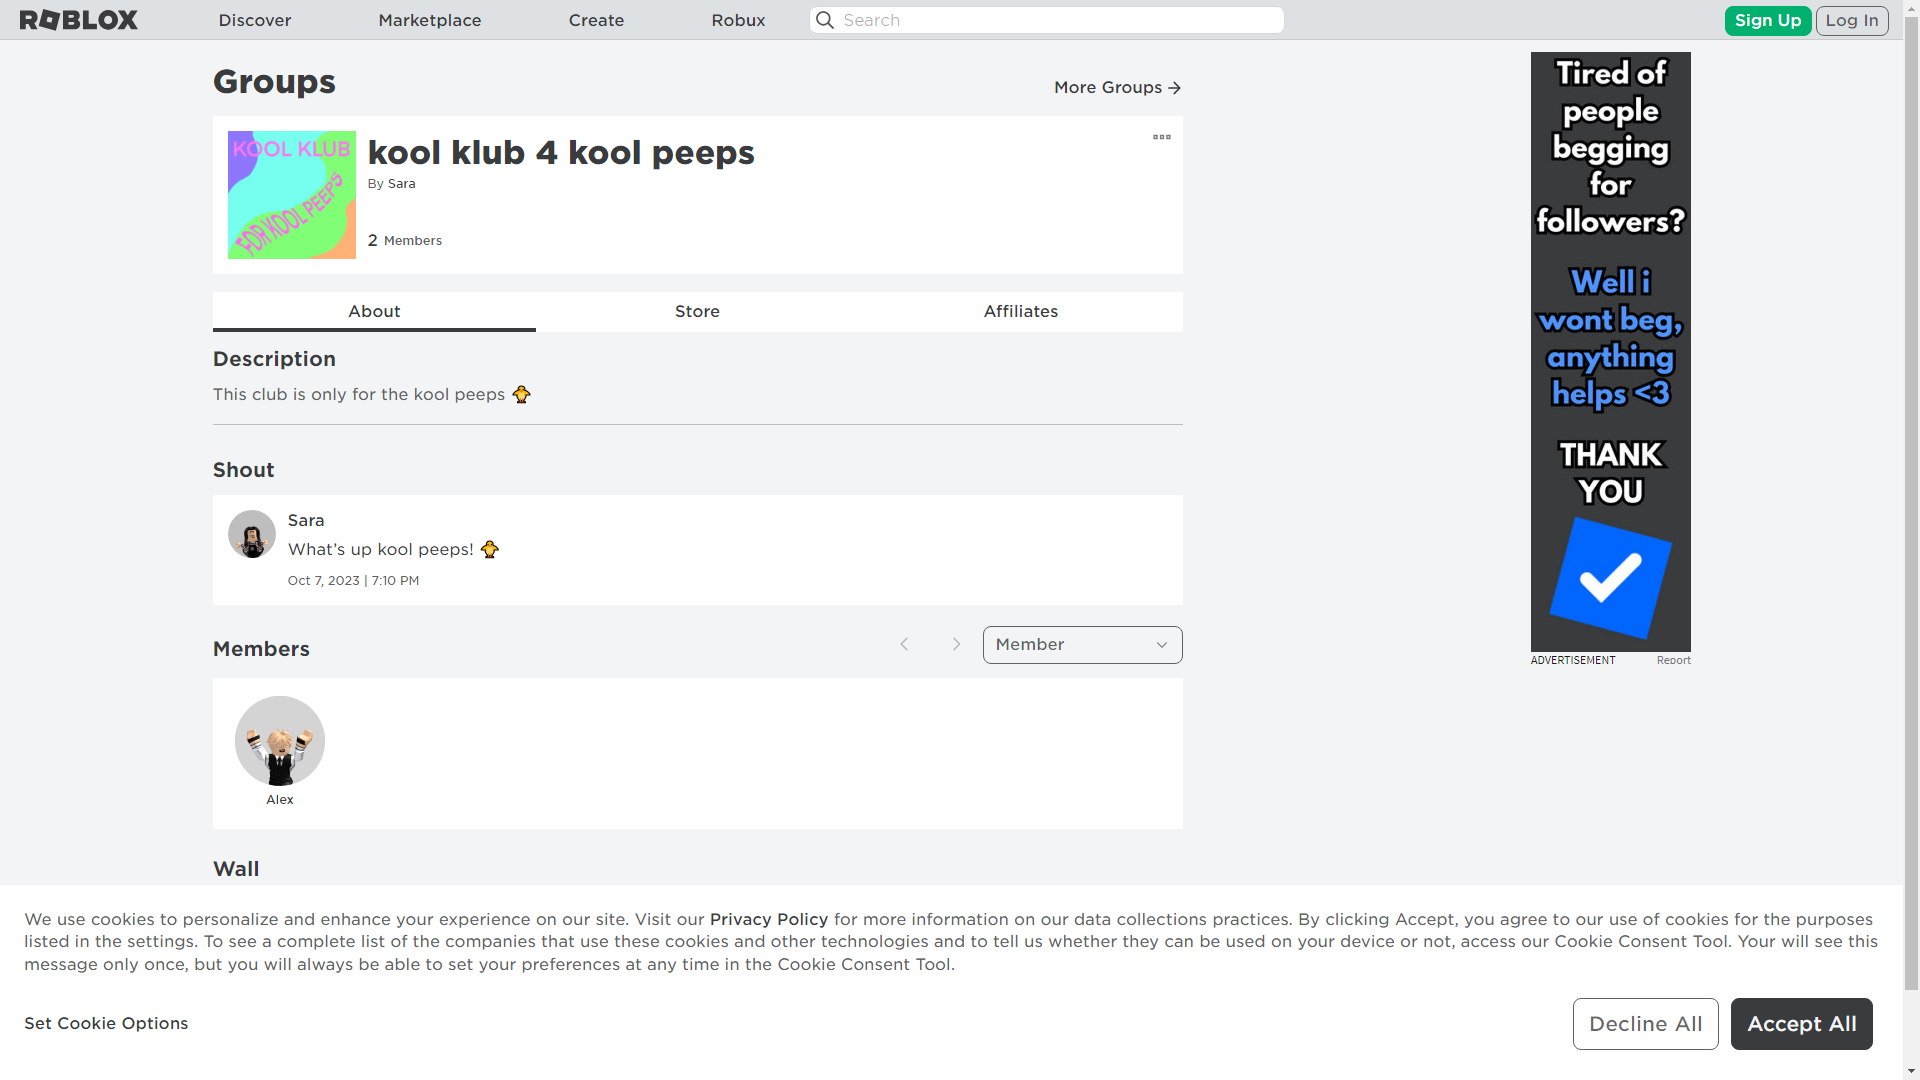 ROBLOX
Discover
Marketplace
Create
Robux
Search
Sign Up
Log In
Groups
More Groups
KOOL KLUB
FOR KOOL PEEPS
kool klub 4 kool peeps
By Sara
2 Members
About
Store
Affiliates
Description
This club is only for the kool peeps
Shout
Sara
What’s up kool peeps!
Oct 7, 2023 | 7:10 PM
Members
Member
Alex
Wall
Tired of
people
begging
for
followers?
Well i
wont beg,
anything
helps <3
THANK
YOU
ADVERTISEMENT
Report
We use cookies to personalize and enhance your experience on our site. Visit our Privacy Policy for more information on our data collections practices. By clicking Accept, you agree to our use of cookies for the purposes
listed in the settings. To see a complete list of the companies that use these cookies and other technologies and to tell us whether they can be used on your device or not, access our Cookie Consent Tool. Your will see this
message only once, but you will always be able to set your preferences at any time in the Cookie Consent Tool.
Set Cookie Options
Decline All
Accept All